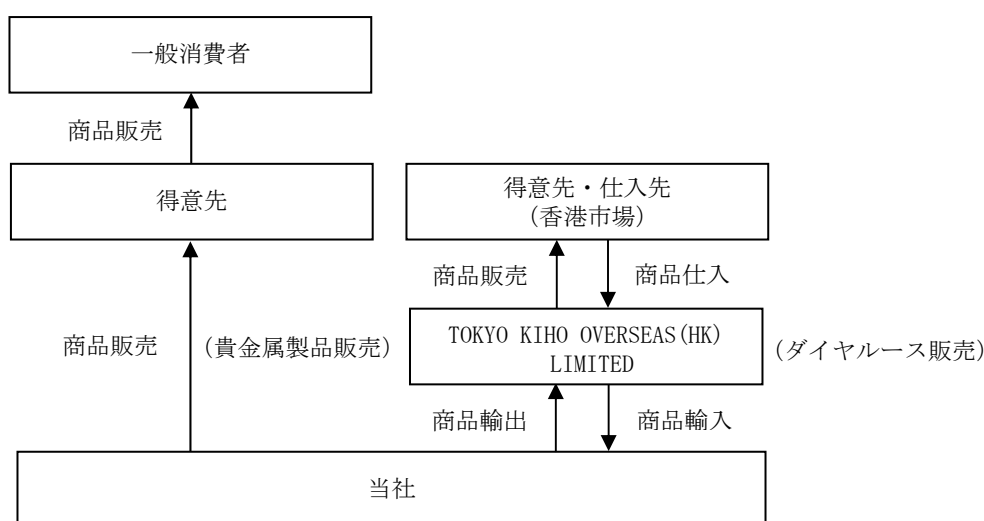 一般消費者
商品販売
得意先
得意先・仕入先
(香港市場)
商品販売
商品仕入
商品販売
(貴金属製品販売)
TOKYO KIHO OVERSEAS(HK)
LIMITED
(ダイヤルース販売)
商品輸出
商品輸入
当社